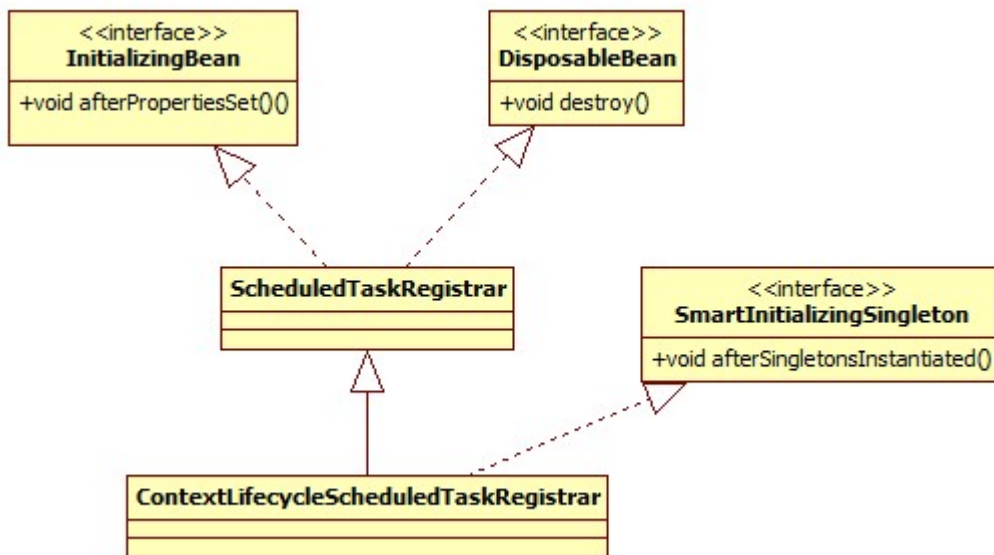 <<interface>>
InitializingBean
+void afterPropertiesSet()()
<<interface>>
DisposableBean
+void destroy()
ScheduledTaskRegistrar
<<interface>>
SmartInitializingSingleton
+void afterSingletonsInstantiated()
ContextLifecycleScheduledTaskRegistrar